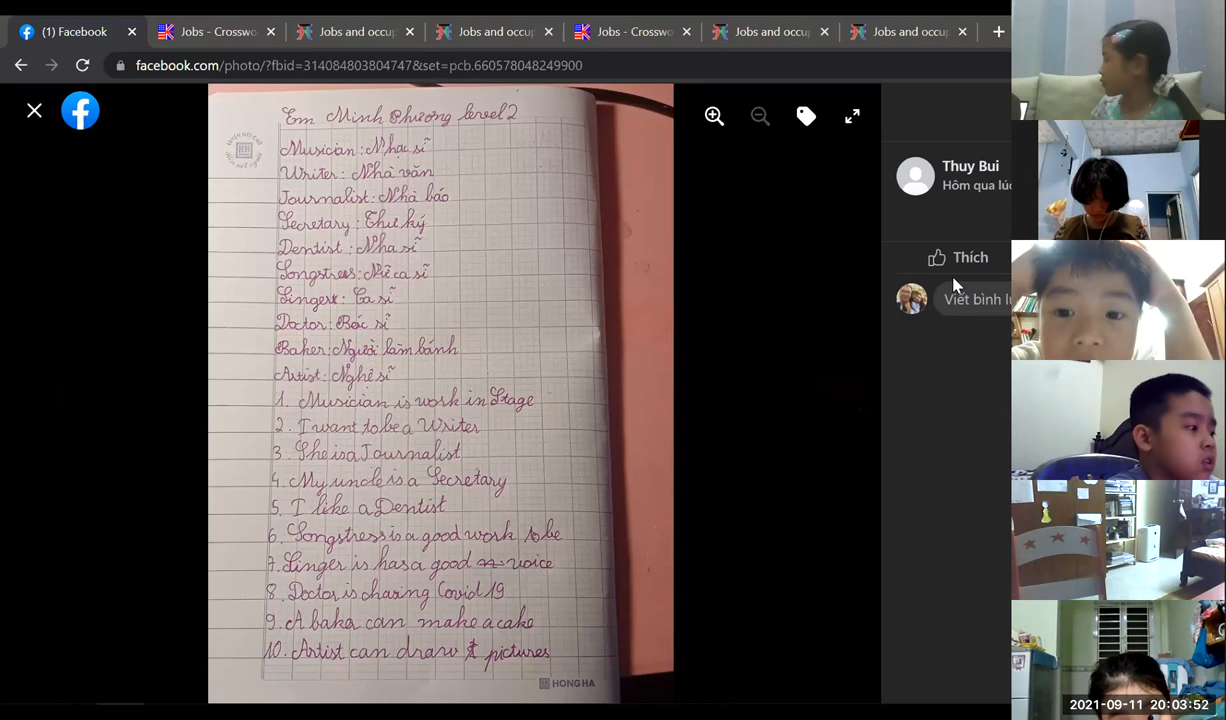 (1) Facebook
Jobs - Crosswo
Jobs and occup
Jobs and occup
Jobs - Crosswo
Jobs and occu
Jobs and occup
facebook.com/photo/?fbid=314084803804747&set=pcb.660578048249900
Em Minh Phương level 2
Musician: Nhạc sĩ
Writer: Nhà văn
Journalist: Nhà báo
Secretary: Thư ký
Dentist: Nha sĩ
Songstress: Nữ ca sĩ
Singer: Ca sĩ
Doctor: Bác sĩ
Baker: Người làm bánh
Artist: Nghệ sĩ
1. Musician is work in Stage
2. I want to be a Writer
3. She is a Journalist
4. My uncle is a Secretary
5. I like a Dentist
6. Songstress is a good work to be
7. Singer is has a good voice
8. Doctor is charing Covid 19
9. A baker can make a cake
10. Artist can draw pictures
HONG HA
Thuy Bui
Hôm qua lúc
Thích
Viết bình lu
2021-09-11 20:03:52